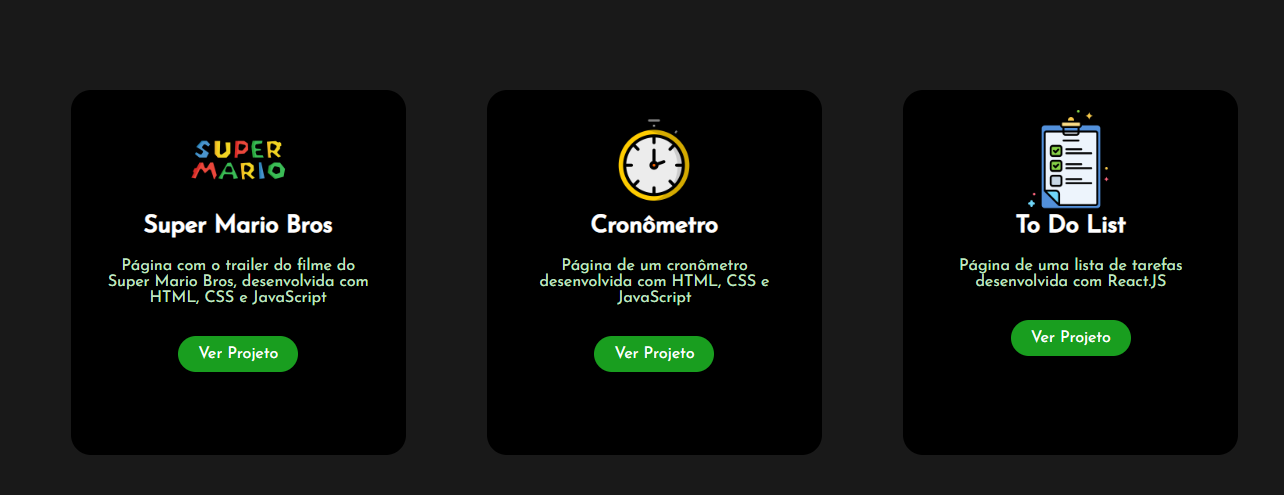 SUPER
MARIO
Super Mario Bros
Página com o trailer do filme do
Super Mario Bros, desenvolvida com
HTML, CSS e JavaScript
Ver Projeto
Cronômetro
Página de um cronômetro
desenvolvida com HTML, CSS e
JavaScript
Ver Projeto
To Do List
Página de uma lista de tarefas
desenvolvida com React.JS
Ver Projeto